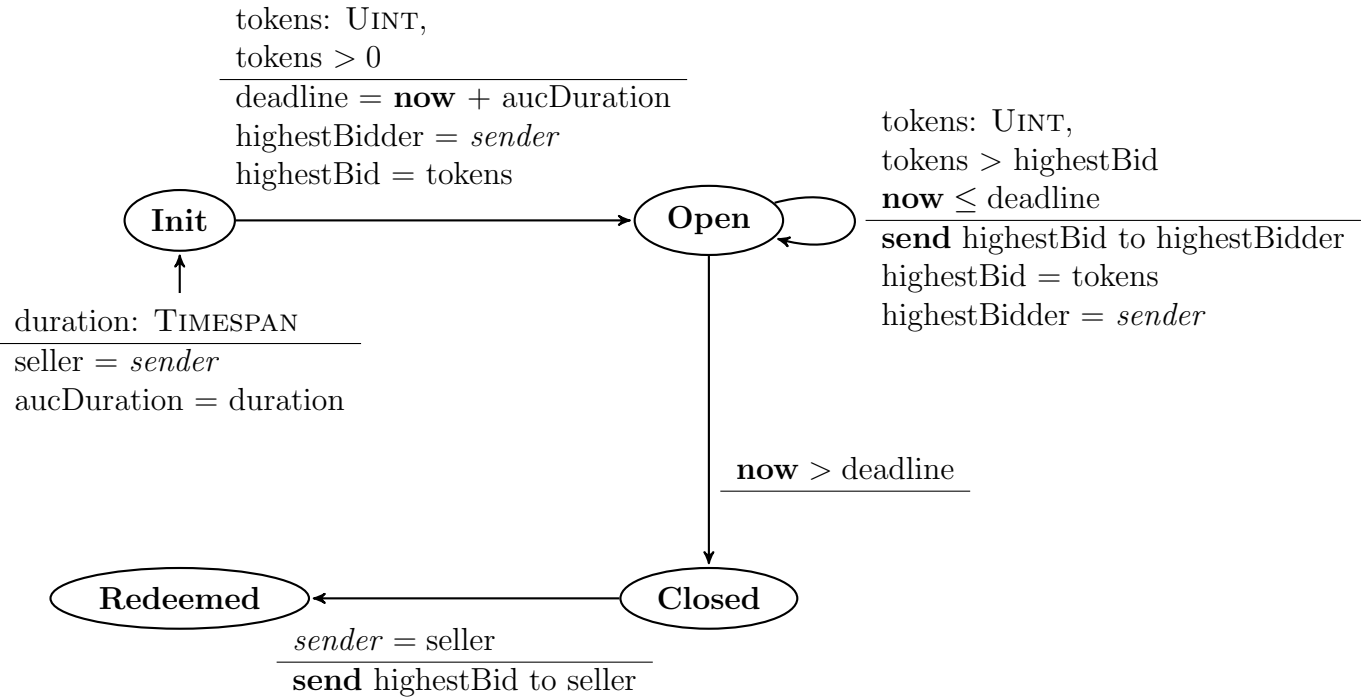 tokens: UINT,
tokens > 0
deadline = now + aucDuration
highestBidder = sender
highestBid = tokens
tokens: UINT,
tokens > highestBid
now ≤ deadline
send highestBid to highestBidder
highestBid = tokens
highestBidder = sender
Init
Open
duration: TIMESPAN
seller = sender
aucDuration = duration
now > deadline
Redeemed
Closed
sender = seller
send highestBid to seller